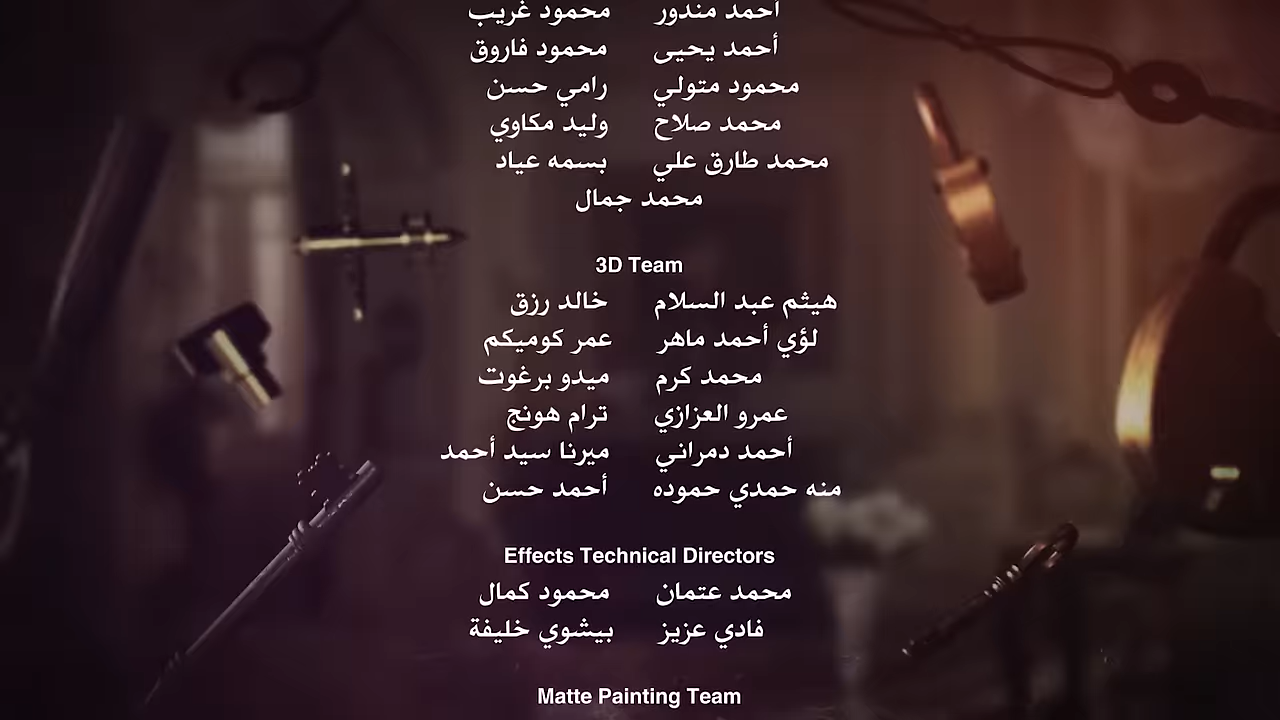 أحمد مندور محمود غريب
أحمد يحيى محمود فاروق
محمود متولي رامي حسن
محمد صلاح وليد مكاوي
محمد طارق علي بسمه عياد
محمد جمال
3D Team
هيثم عبد السلام خالد رزق
لؤي أحمد ماهر عمر كوميكم
محمد كرم ميدو برغوت
عمرو العزازي ترام هونج
أحمد دمراني ميرنا سيد أحمد
منه حمدي حموده أحمد حسن
Effects Technical Directors
محمد عتمان محمود كمال
فادي عزيز بيشوي خليفة
Matte Painting Team